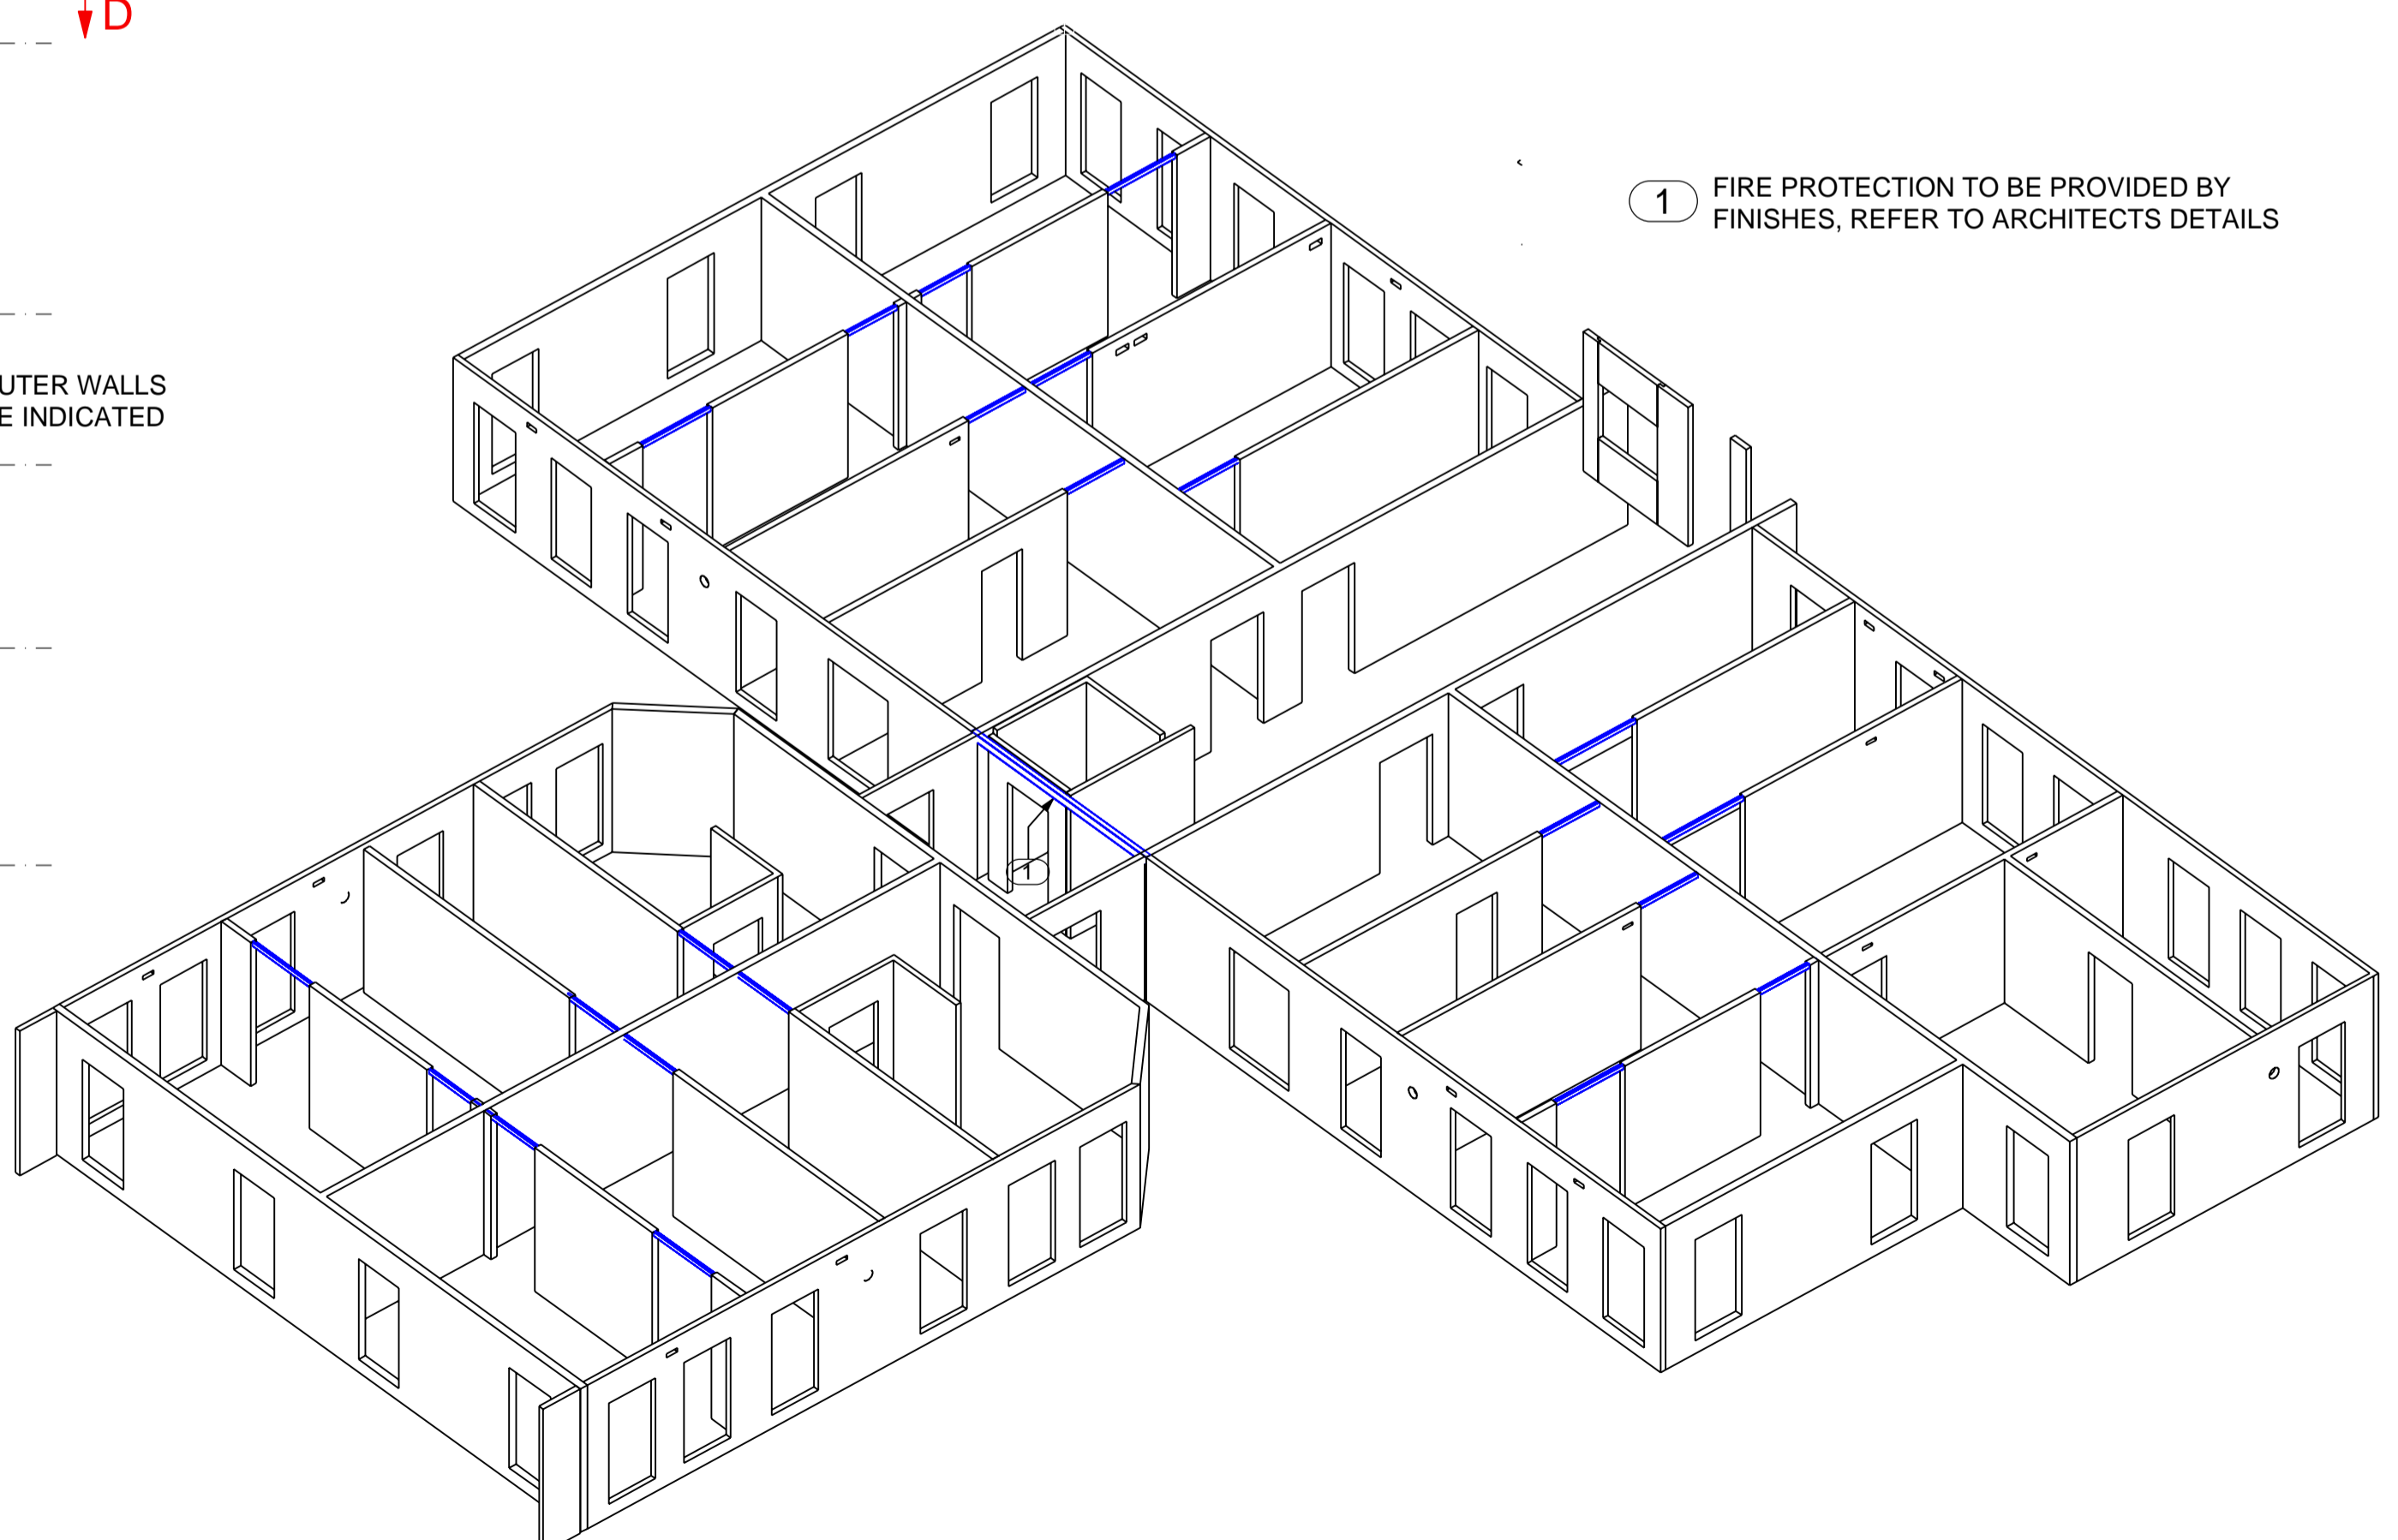 D
1 FIRE PROTECTION TO BE PROVIDED BY
FINISHES, REFER TO ARCHITECTS DETAILS
UTER WALLS
E INDICATED
1